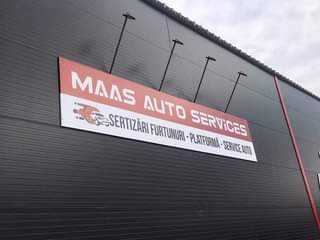 MAAS AUTO SERVICES
SERTIZĂRI FURTUNURI - PLATFORMĂ - SERVICE AUTO